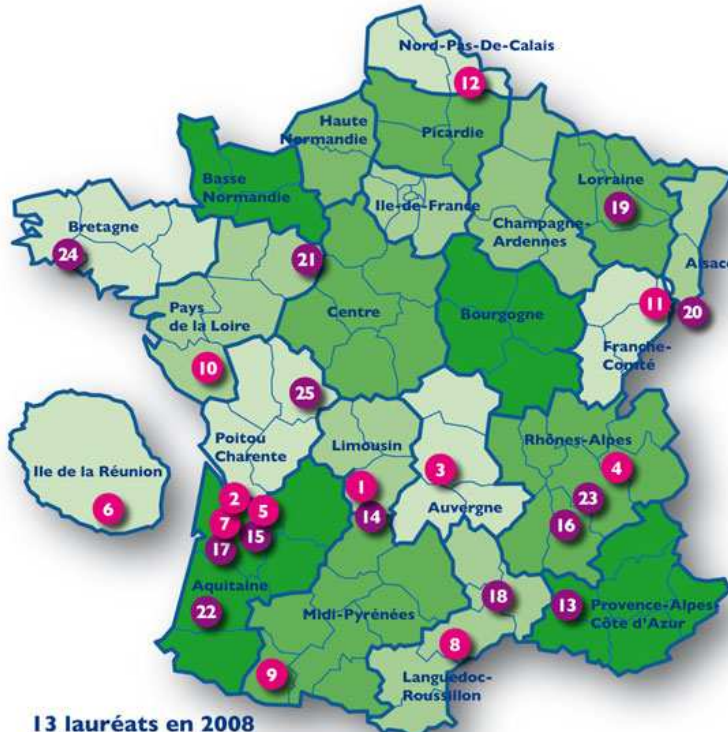 Nord-Pas-De-Calais
12
Haute
Normandie
Picardie
Basse
Normandie
Lorraine
19
Ile-de-France
Champagne-
Ardennes
Bretagne
24
21
Alsace
11
20
Pays
de la Loire
Centre
Bourgogne
Franche-
Comté
10
25
Poitou
Charente
Limousin
Rhônes-Alpes
Ile de la Réunion
6
1
3
4
2
5
7
14
Auvergne
23
16
15
17
Aquitaine
22
18
13
Midi-Pyrénées
Provence-Alpes
Côte d'Azur
8
9
Languedoc-
Roussillon
13 lauréats en 2008